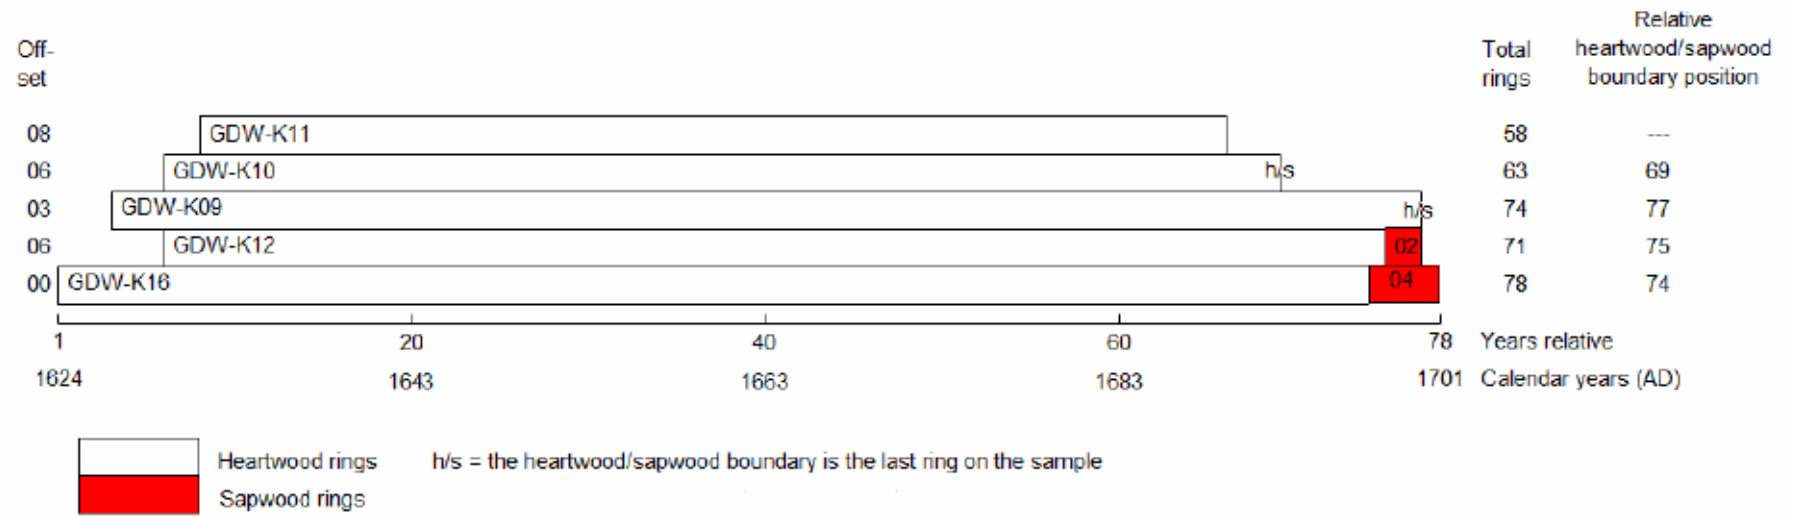 Relative
Off- Total heartwood/sapwood
set rings boundary position
08 GDW-K11 58 ---
06 GDW-K10 h/s 63 69
03 GDW-K09 h/s 74 77
06 GDW-K12 02 71 75
00 GDW-K16 04 78 74
1 20 40 60 78 Years relative
1624 1643 1663 1683 1701 Calendar years (AD)
Heartwood rings h/s = the heartwood/sapwood boundary is the last ring on the sample
Sapwood rings